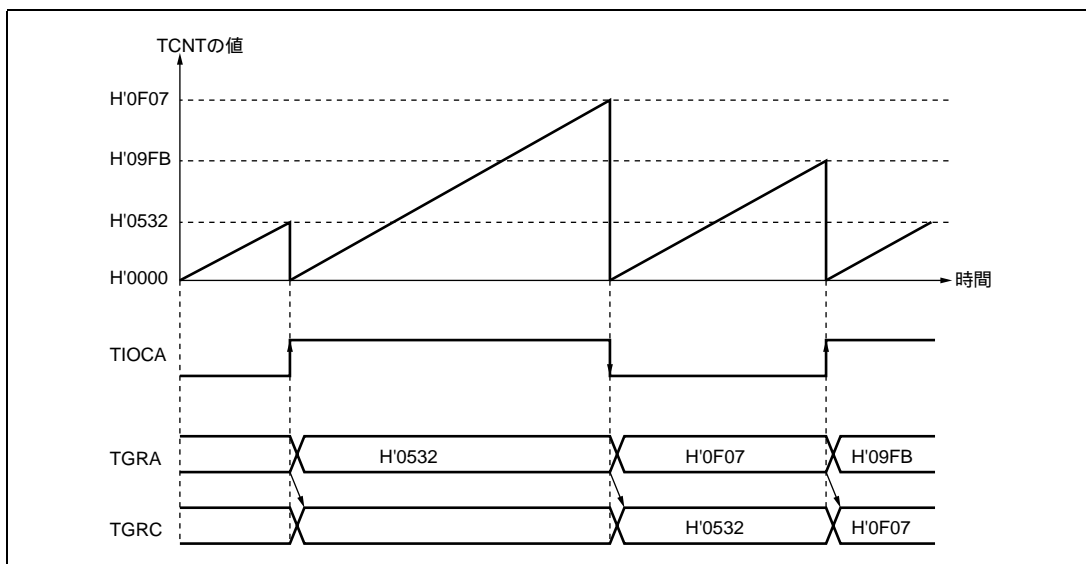 TCNTの値
H'0F07
H'09FB
H'0532
H'0000
時間
TIOCA
TGRA
H'0532
H'0F07
H'09FB
TGRC
H'0532
H'0F07